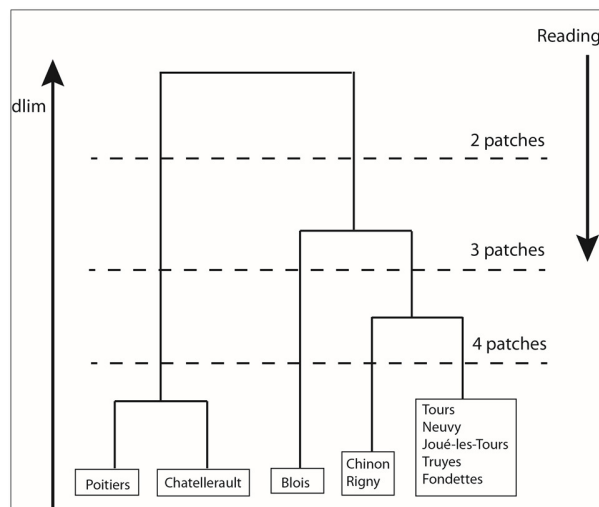 Reading
dlim
2 patches
3 patches
4 patches
Poitiers
Chatellerault
Blois
Chinon
Rigny
Tours
Neuvy
Joué-les-Tours
Truyes
Fondettes